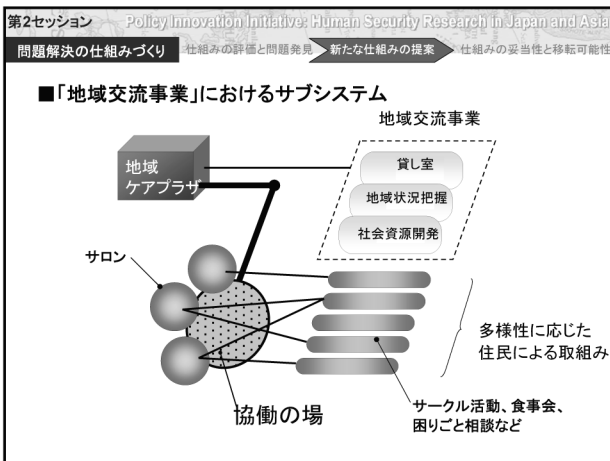 第2セッション
Policy Innovation Initiative: Human Security Research in Japan and Asia
問題解決の仕組みづくり
仕組みの評価と問題発見
新たな仕組みの提案
仕組みの妥当性と移転可能性
■「地域交流事業」におけるサブシステム
地域交流事業
地域
ケアプラザ
貸し室
地域状況把握
社会資源開発
サロン
多様性に応じた
住民による取組み
協働の場
サークル活動、食事会、
困りごと相談など